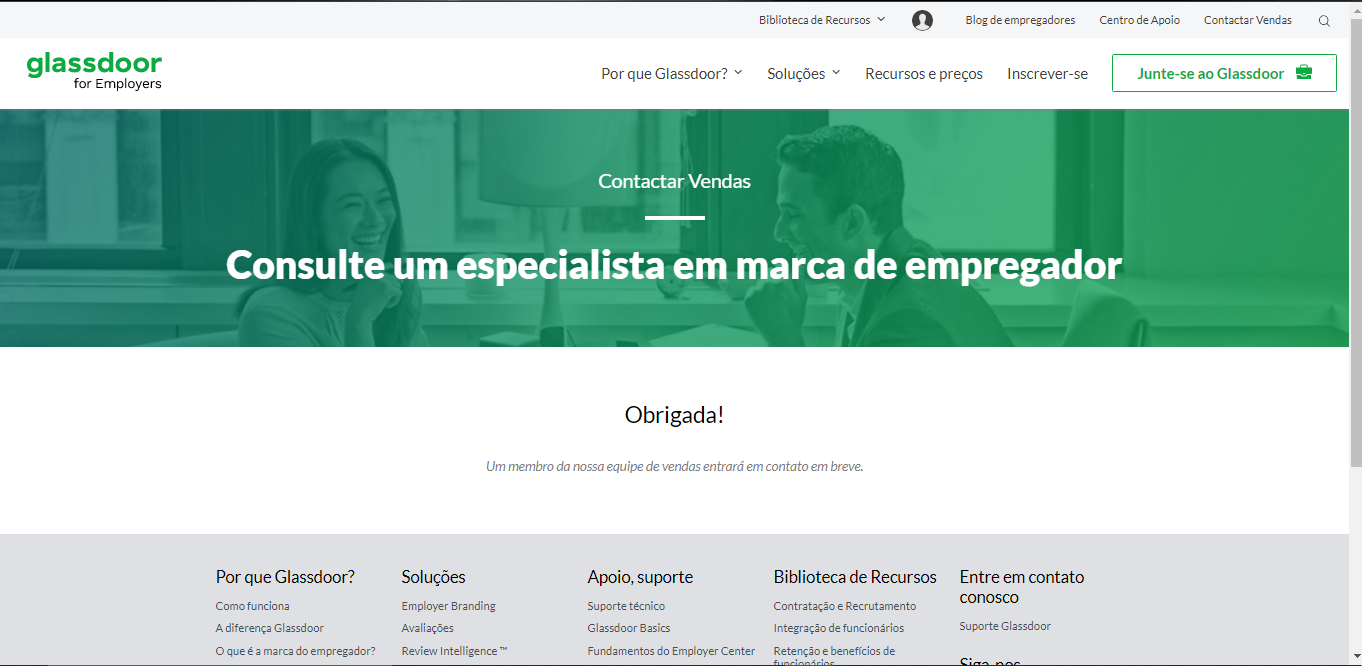 Biblioteca de Recursos
Blog de empregadores
Centro de Apoio
Contactar Vendas
glassdoor
for Employers
Por que Glassdoor?
Soluções
Recursos e preços
Inscrever-se
Junte-se ao Glassdoor
Contactar Vendas
Consulte um especialista em marca de empregador
Obrigada!
Um membro da nossa equipe de vendas entrará em contato em breve.
Por que Glassdoor?
Como funciona
A diferença Glassdoor
O que é a marca do empregador?
Soluções
Employer Branding
Avaliações
Review Intelligence™
Apoio, suporte
Suporte técnico
Glassdoor Basics
Fundamentos do Employer Center
Biblioteca de Recursos
Contratação e Recrutamento
Integração de funcionários
Retenção e benefícios de
funcionários
Entre em contato
conosco
Suporte Glassdoor
Siga-nos